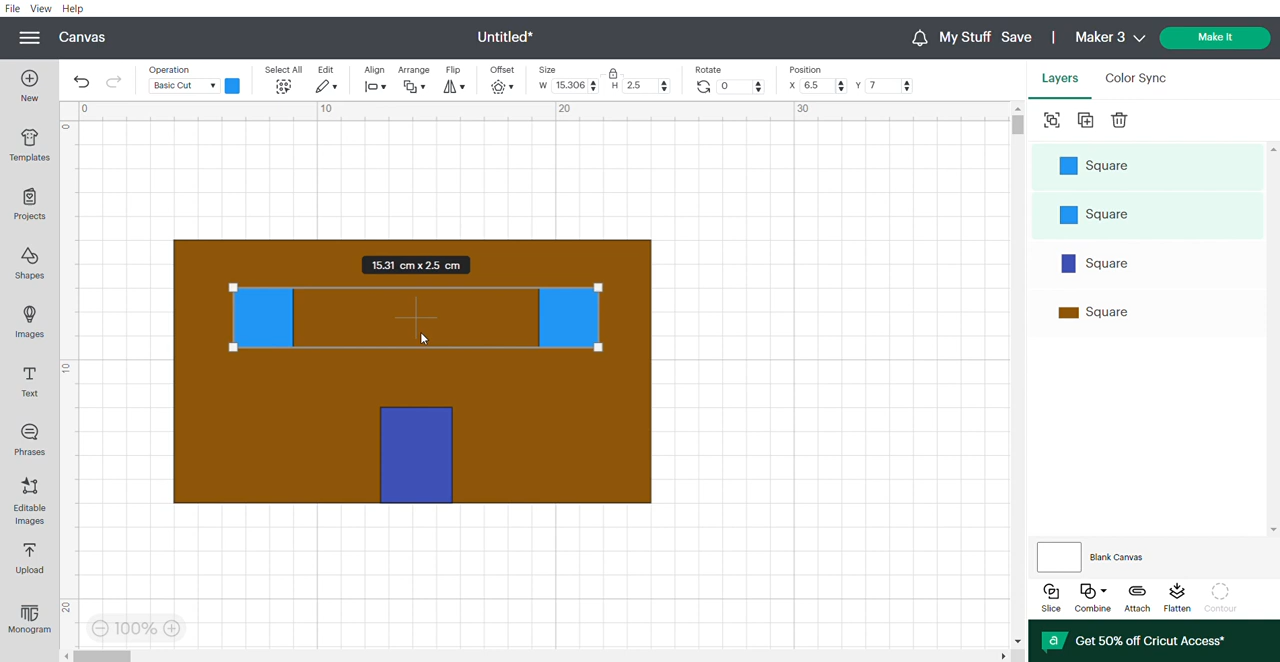 File View Help
Canvas
Untitled*
My Stuff Save | Maker 3 Make It
Operation
Basic Cut
Select All
Edit
Align
Arrange
Flip
Offset
Size
W 15.306 H 2.5
Rotate
0
Position
X 6.5 Y 7
Layers Color Sync
New
Templates
Projects
Shapes
Images
Text
Phrases
Editable
Images
Upload
Monogram
0 10 20 30
0
10
20
15.31 cm x 2.5 cm
100%
Square
Square
Square
Square
Blank Canvas
Slice Combine Attach Flatten Contour
a Get 50% off Cricut Access*